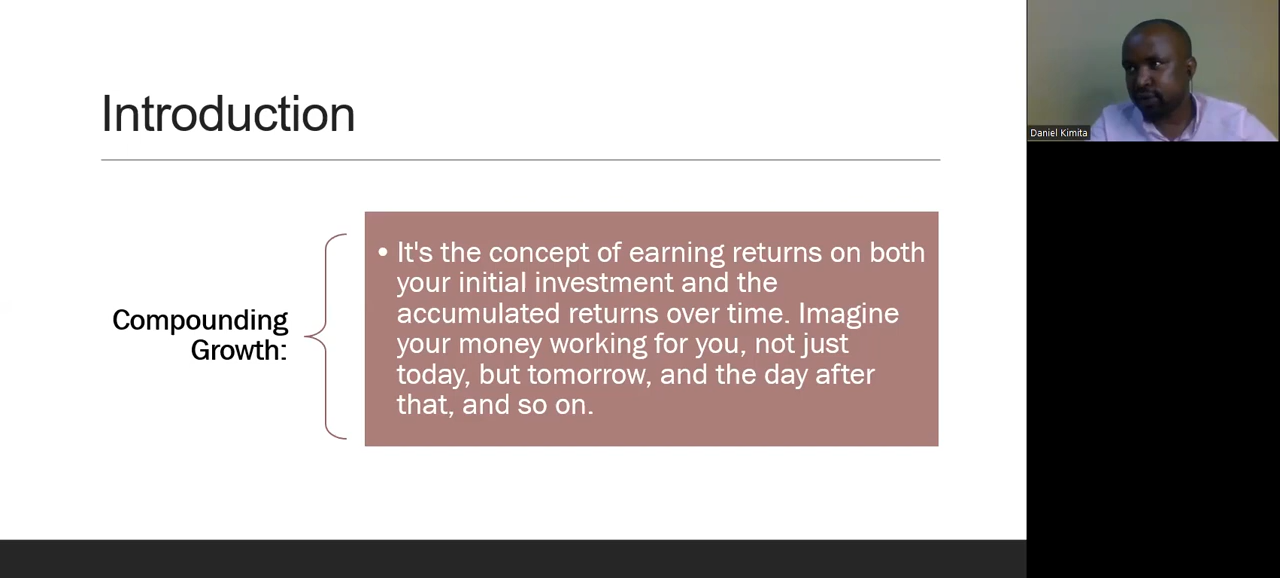 Introduction
Compounding
Growth:
• It's the concept of earning returns on both
your initial investment and the
accumulated returns over time. Imagine
your money working for you, not just
today, but tomorrow, and the day after
that, and so on.
Daniel Kimita